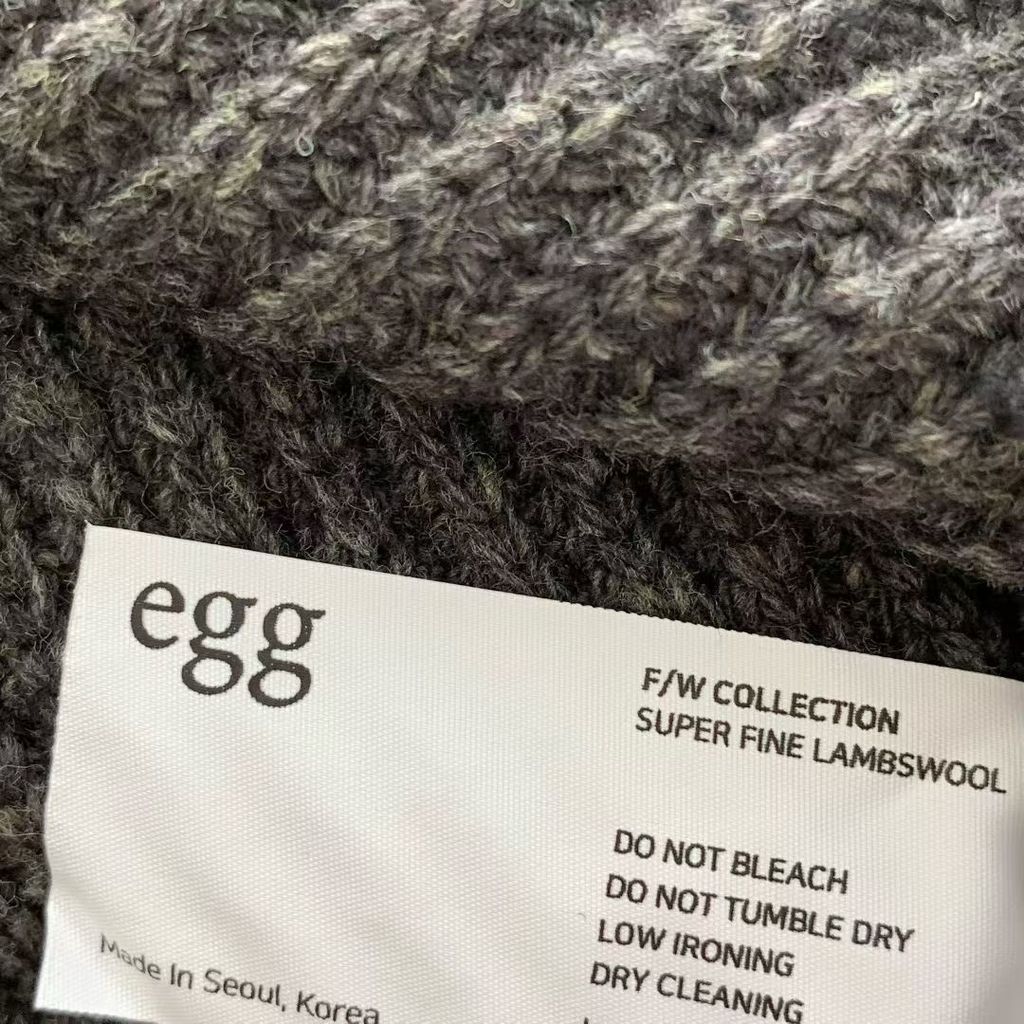 egg
F/W COLLECTION
SUPER FINE LAMBSWOOL
DO NOT BLEACH
DO NOT TUMBLE DRY
LOW IRONING
DRY CLEANING
Made In Seoul, Korea